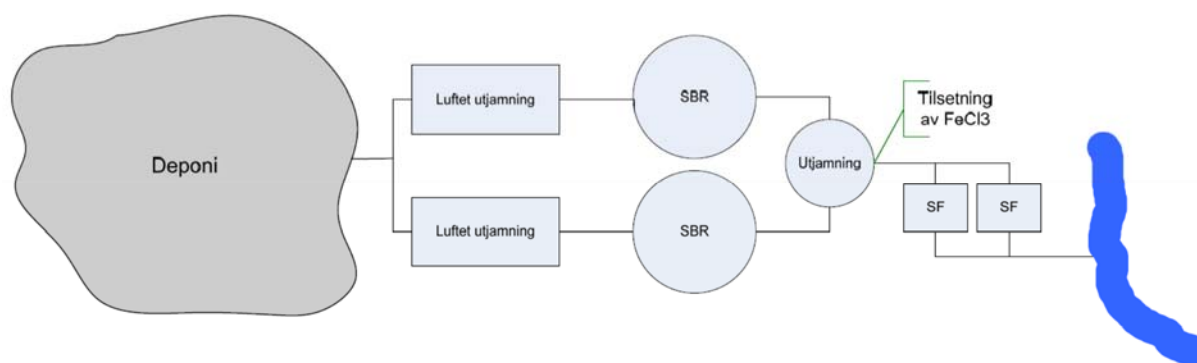 Deponi
Luftet utjamning
SBR
Luftet utjamning
SBR
Utjamning
Tilsetning
av FeCl3
SF
SF